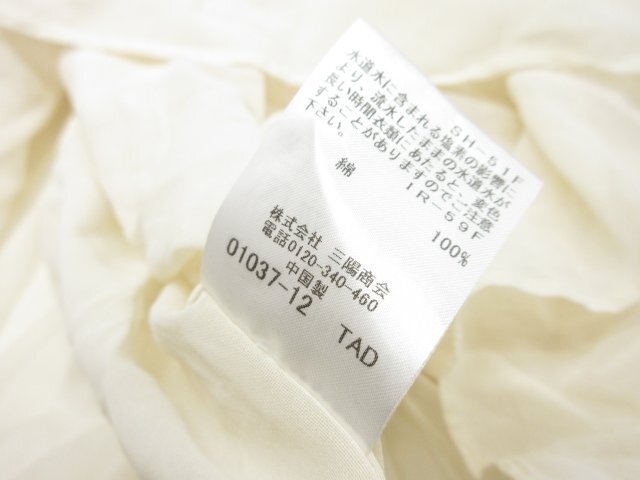 SH-51F
水道水に含まれる塩素の影響に
より、流水したままの水道水が
長い時間衣類にあたると、変色
することがありますのでご注意
下さい。
IR-59F
綿 100%
株式会社 三陽商会
電話0120-340-460
中国製
01037-12 TAD